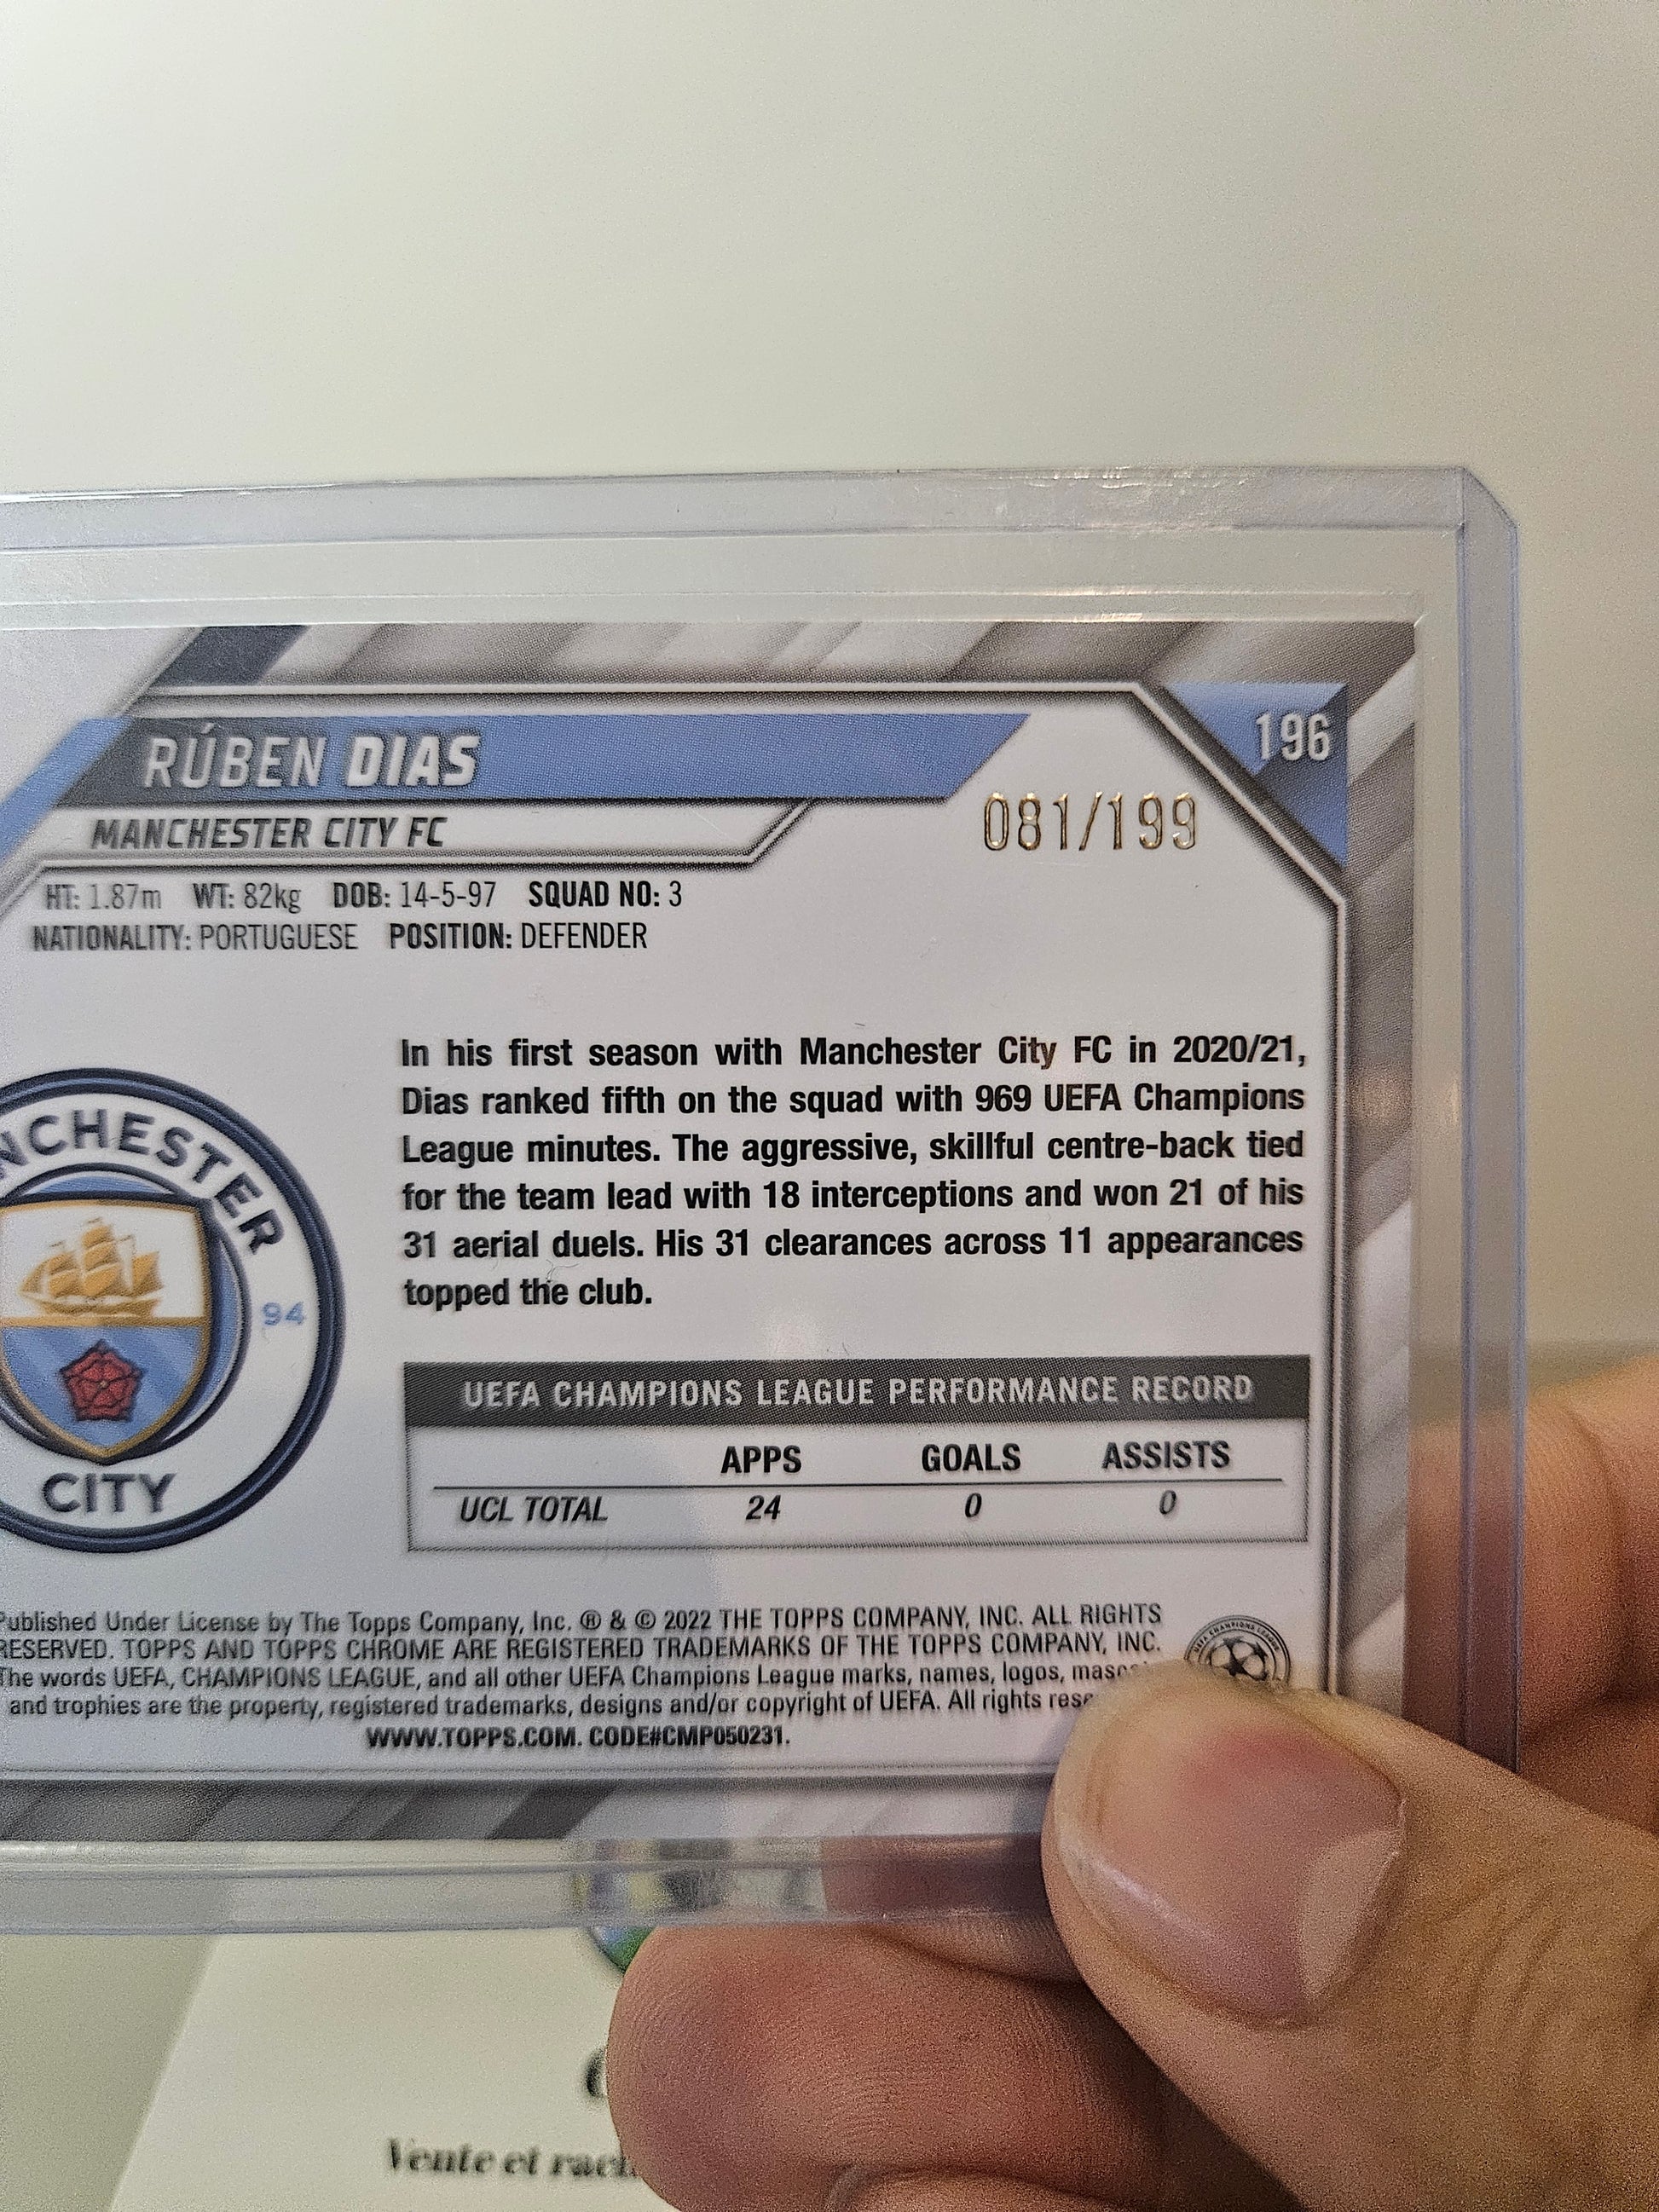 RÚBEN DIAS
196
081/199
MANCHESTER CITY FC
HT: 1.87m WT: 82kg DOB: 14-5-97 SQUAD NO: 3
NATIONALITY: PORTUGUESE POSITION: DEFENDER
In his first season with Manchester City FC in 2020/21,
Dias ranked fifth on the squad with 969 UEFA Champions
League minutes. The aggressive, skillful centre-back tied
for the team lead with 18 interceptions and won 21 of his
31 aerial duels. His 31 clearances across 11 appearances
topped the club.
NCHESTER
94
CITY
UEFA CHAMPIONS LEAGUE PERFORMANCE RECORD
APPS GOALS ASSISTS
UCL TOTAL 24 0 0
Published Under License by The Topps Company, Inc. ® & © 2022 THE TOPPS COMPANY, INC. ALL RIGHTS
RESERVED. TOPPS AND TOPPS CHROME ARE REGISTERED TRADEMARKS OF THE TOPPS COMPANY, INC.
The words UEFA, CHAMPIONS LEAGUE, and all other UEFA Champions League marks, names, logos,
and trophies are the property, registered trademarks, designs and/or copyright of UEFA. All rights
WWW.TOPPS.COM. CODE#CMP050231.
UEFA CHAMPIONS LEAGUE
Vente et